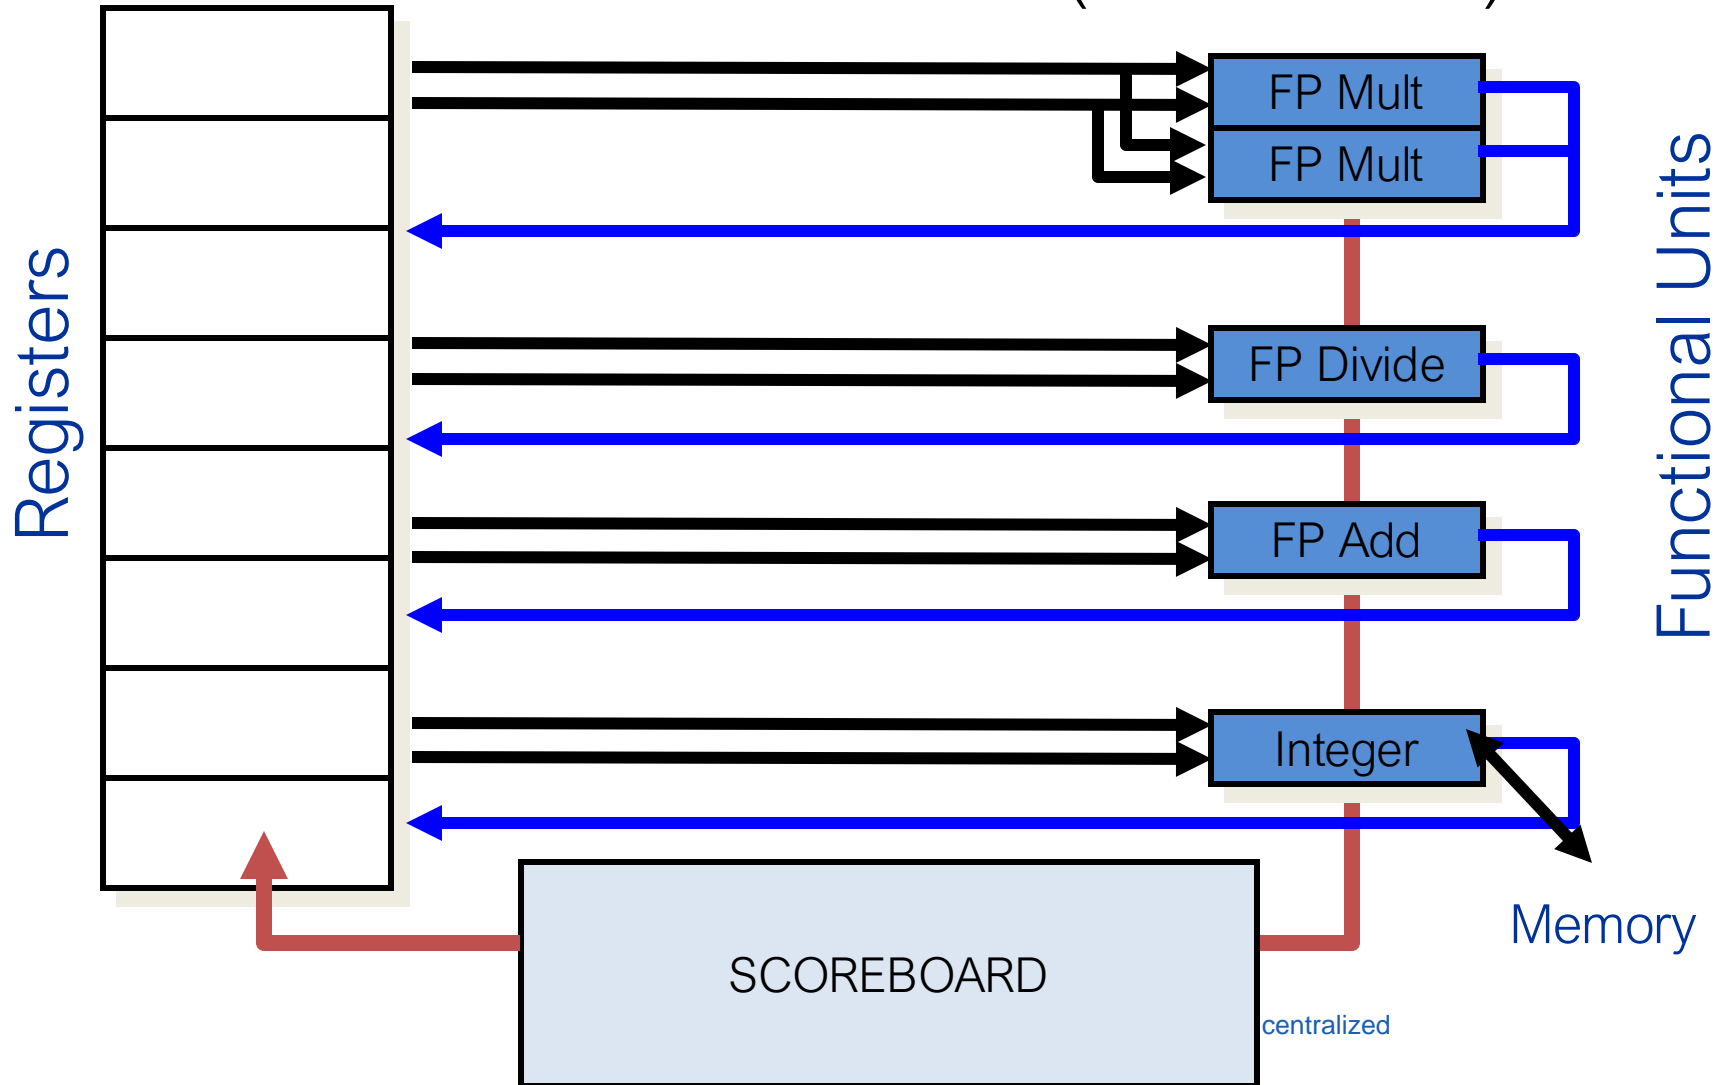 Registers
FP Mult
FP Mult
FP Divide
FP Add
Integer
Functional Units
Memory
SCOREBOARD
centralized